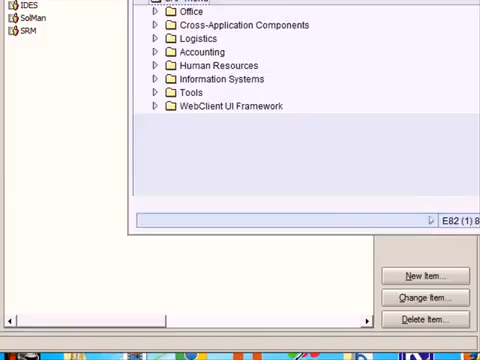 IDES
SolMan
SRM
Office
Cross-Application Components
Logistics
Accounting
Human Resources
Information Systems
Tools
WebClient UI Framework
E82 (1) 8
New Item...
Change Item...
Delete Item...